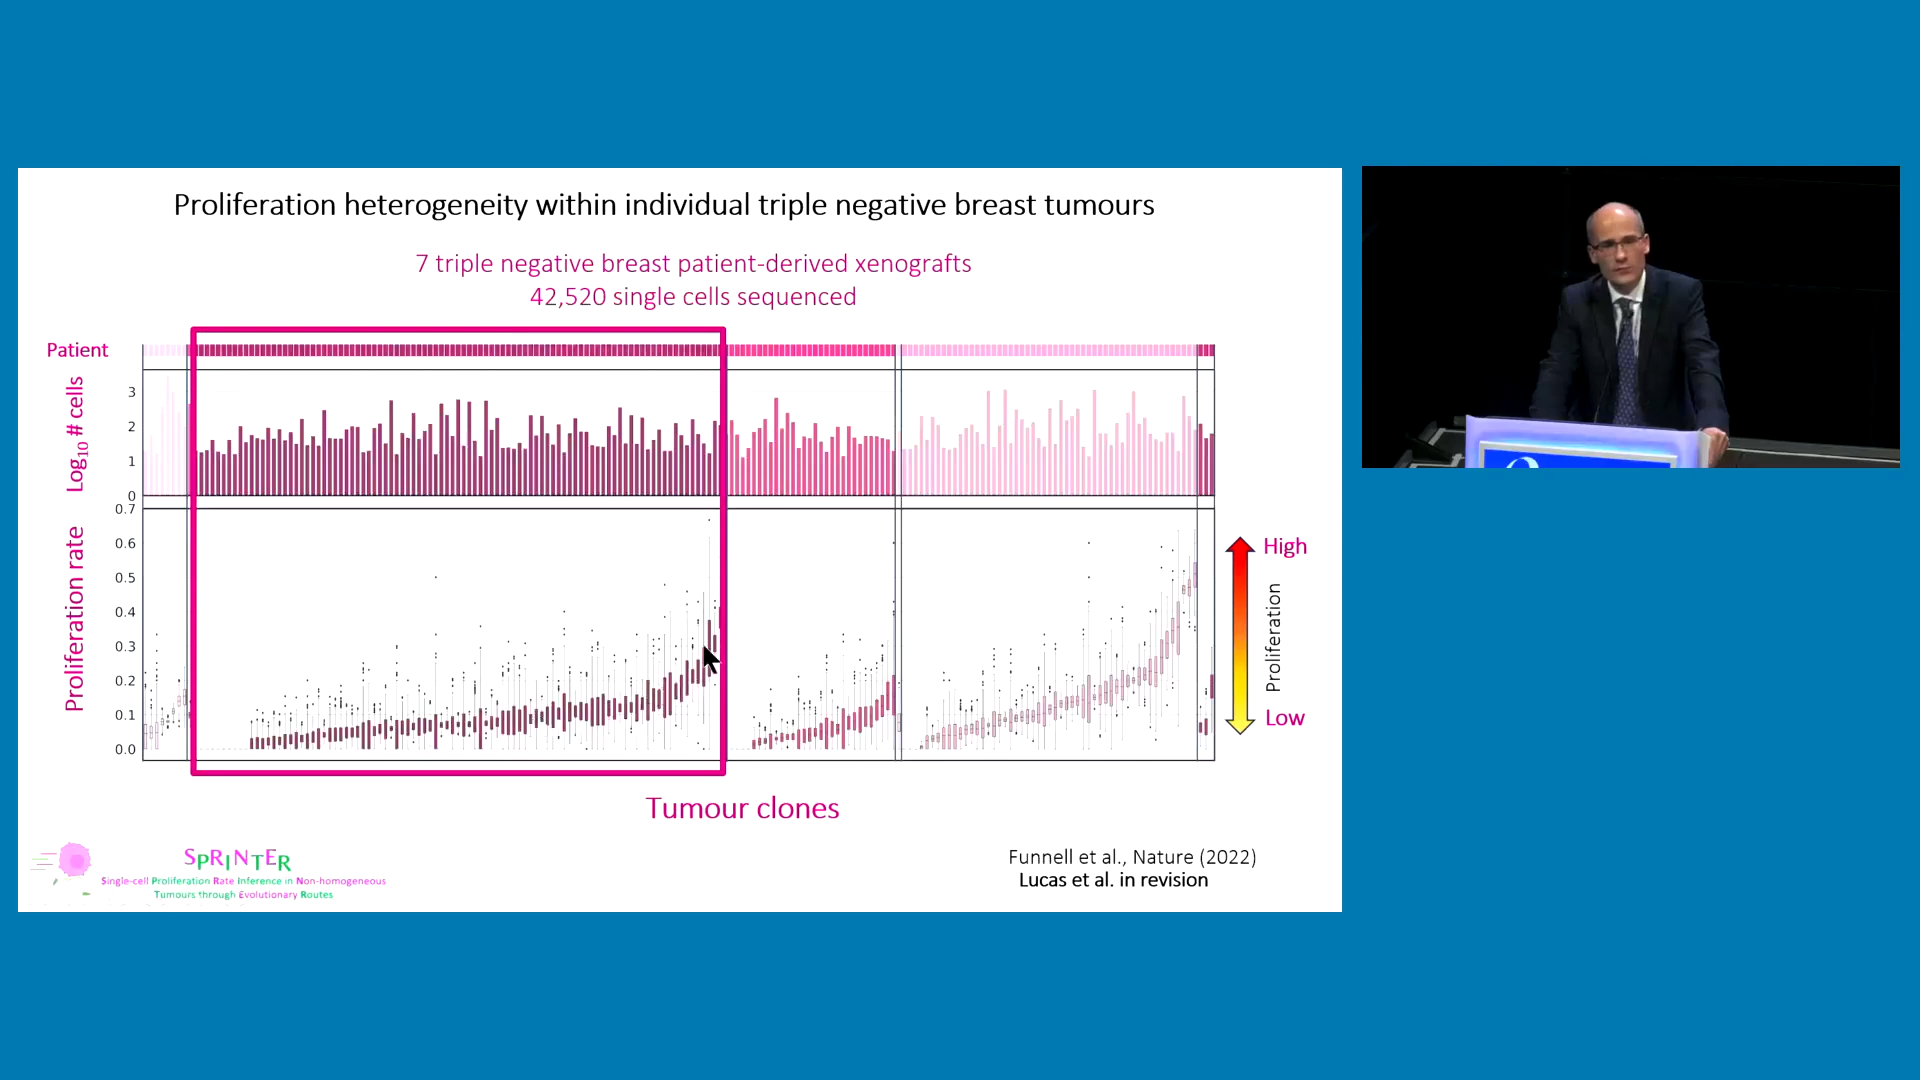 Proliferation heterogeneity within individual triple negative breast tumours
7 triple negative breast patient-derived xenografts
42,520 single cells sequenced
Patient
Log10 # cells
3
2
1
0
Proliferation rate
0.7
0.6
0.5
0.4
0.3
0.2
0.1
0.0
High
Proliferation
Low
Tumour clones
SPRINTER
Single-cell Proliferation Rate Inference in Non-homogeneous
Tumours through Evolutionary Routes
Funnell et al., Nature (2022)
Lucas et al. in revision